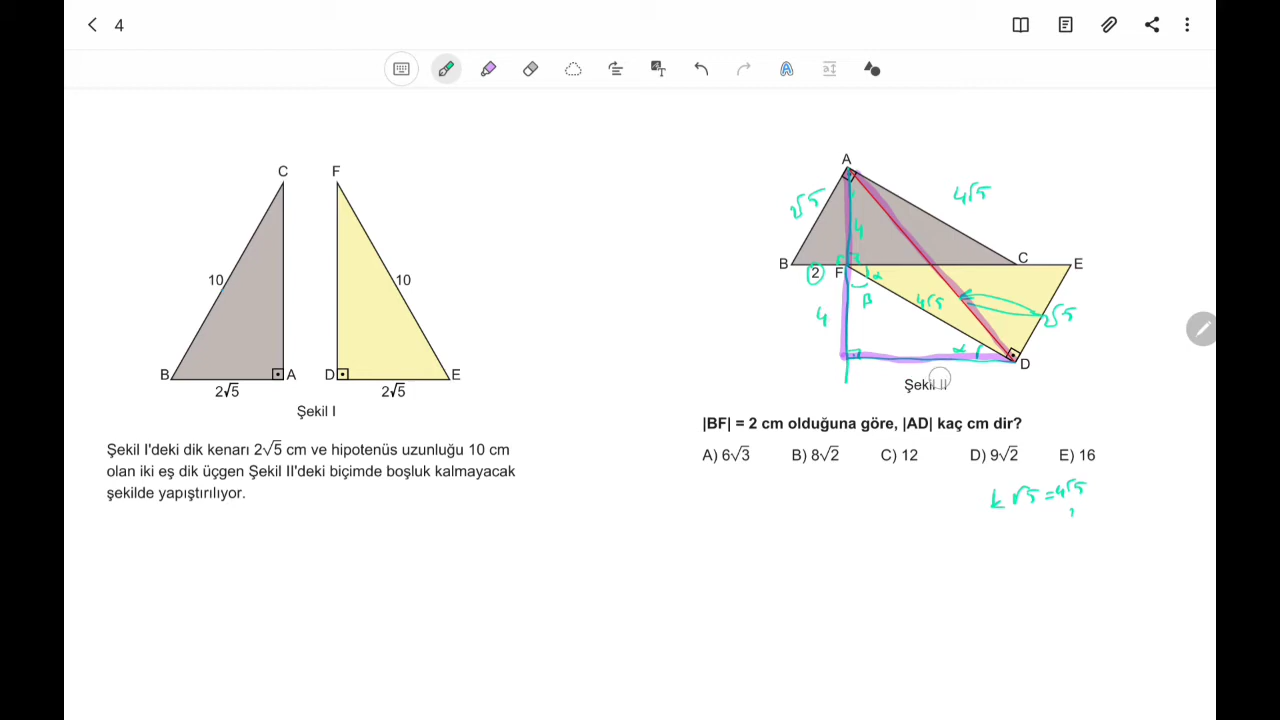 4
C
F
10
10
B
A
D
E
2√5
2√5
Şekil I
Şekil I'deki dik kenarı 2√5 cm ve hipotenüs uzunluğu 10 cm
olan iki eş dik üçgen Şekil II'deki biçimde boşluk kalmayacak
şekilde yapıştırılıyor.
A
2√5
4√5
4
B
2
F
C
E
α
β
4√5
4
2√5
α
D
Şekil II
|BF| = 2 cm olduğuna göre, |AD| kaç cm dir?
A) 6√3 B) 8√2 C) 12 D) 9√2 E) 16
k√5 = 4√5